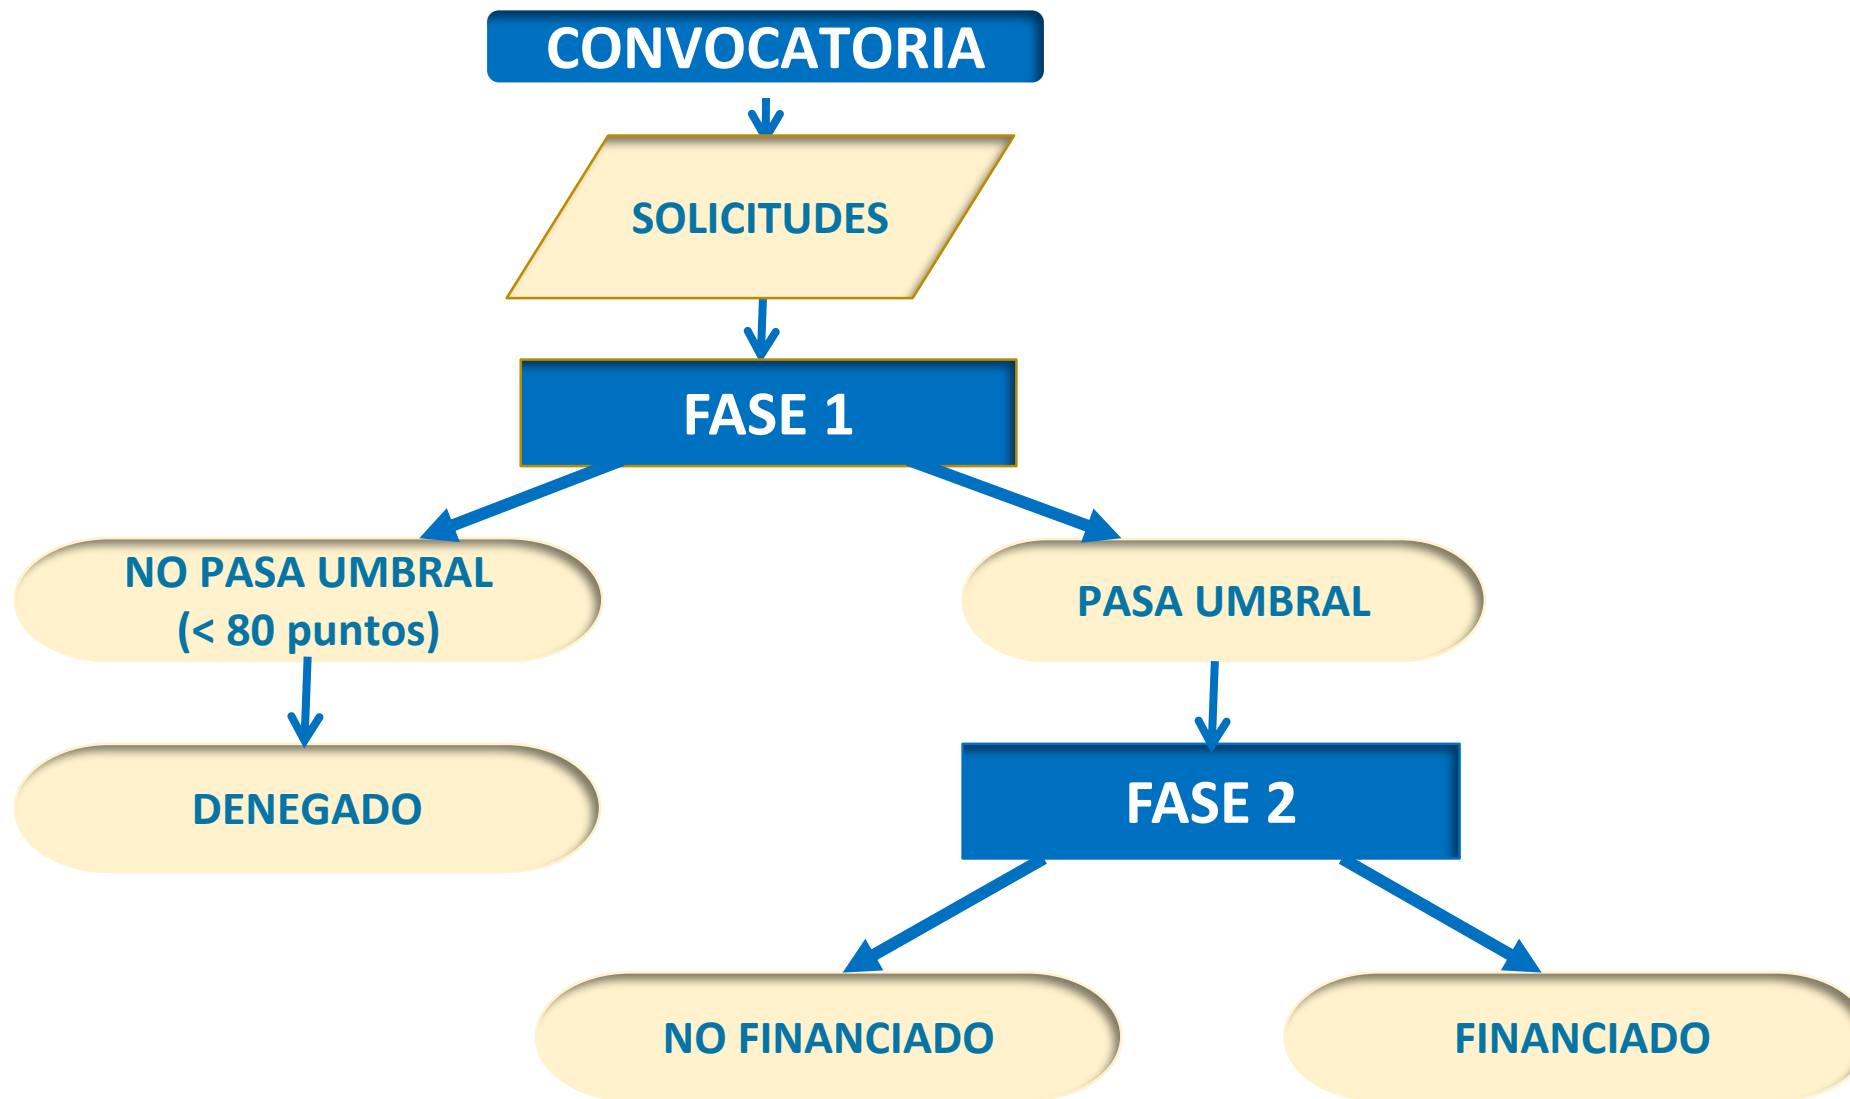 CONVOCATORIA
SOLICITUDES
FASE 1
NO PASA UMBRAL
(< 80 puntos)
PASA UMBRAL
DENEGADO
FASE 2
NO FINANCIADO
FINANCIADO